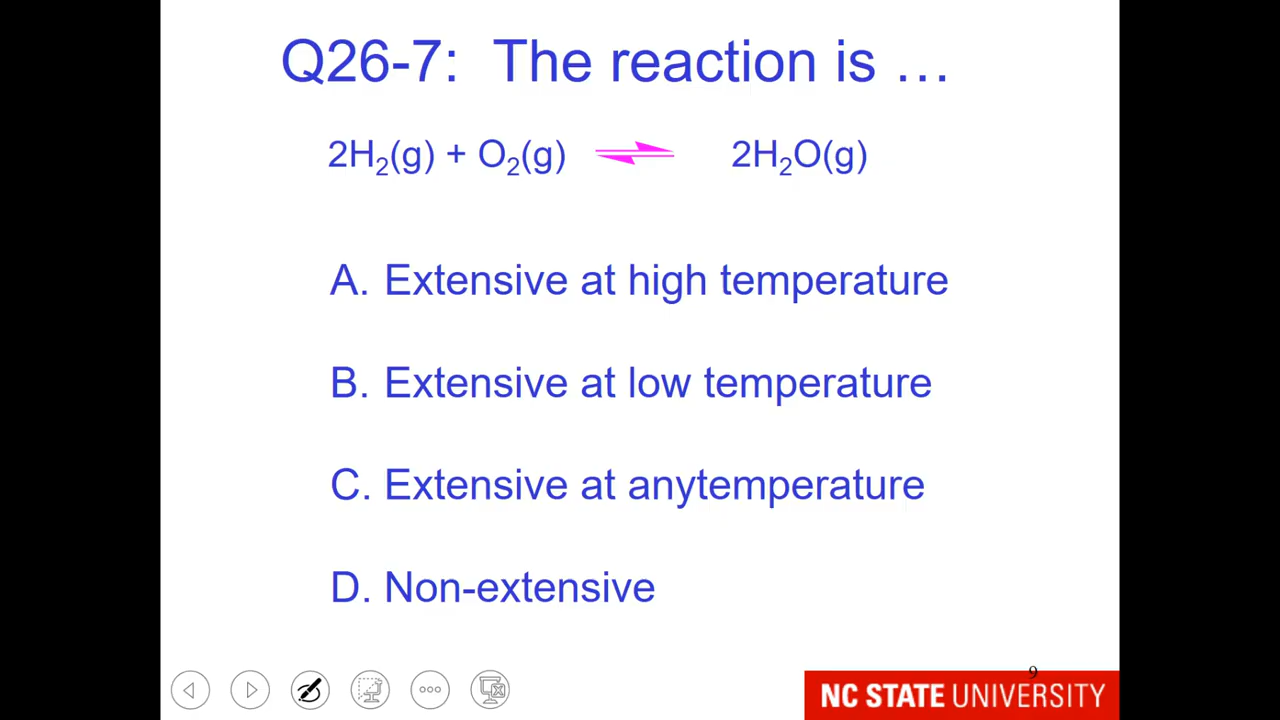 Q26-7: The reaction is …
2H₂(g) + O₂(g) ⇌ 2H₂O(g)
A. Extensive at high temperature
B. Extensive at low temperature
C. Extensive at anytemperature
D. Non-extensive
9
NC STATE UNIVERSITY